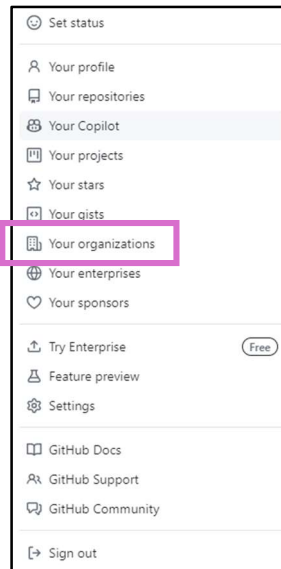 Set status
Your profile
Your repositories
Your Copilot
Your projects
Your stars
Your gists
Your organizations
Your enterprises
Your sponsors
Try Enterprise Free
Feature preview
Settings
GitHub Docs
GitHub Support
GitHub Community
Sign out